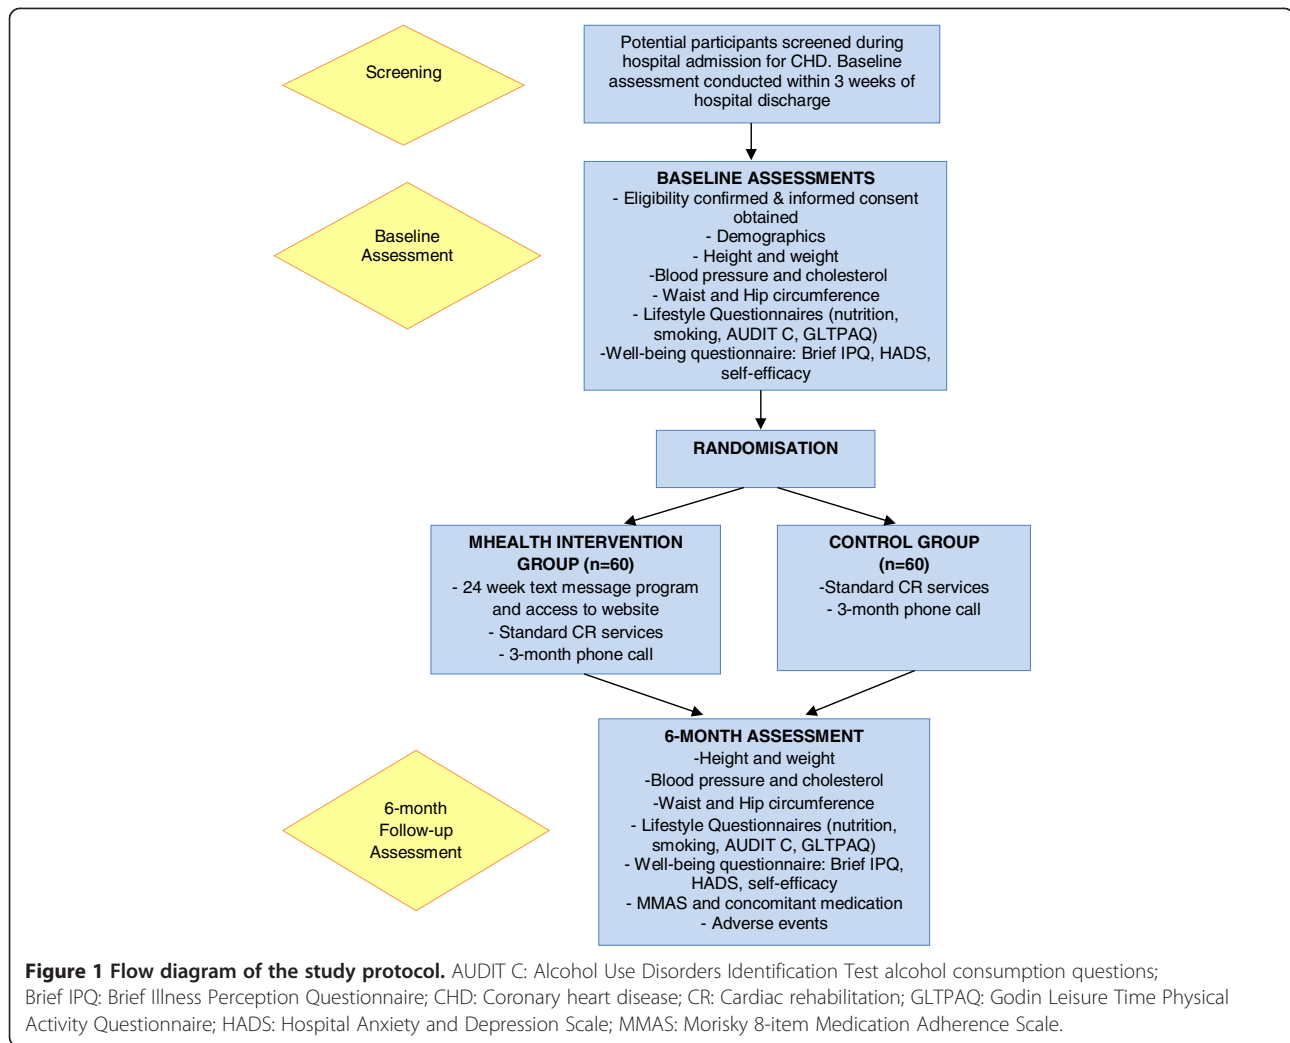 Screening
Potential participants screened during
hospital admission for CHD. Baseline
assessment conducted within 3 weeks of
hospital discharge
Baseline
Assessment
BASELINE ASSESSMENTS
- Eligibility confirmed & informed consent
obtained
- Demographics
- Height and weight
-Blood pressure and cholesterol
- Waist and Hip circumference
- Lifestyle Questionnaires (nutrition,
smoking, AUDIT C, GLTPAQ)
-Well-being questionnaire: Brief IPQ, HADS,
self-efficacy
RANDOMISATION
MHEALTH INTERVENTION
GROUP (n=60)
- 24 week text message program
and access to website
- Standard CR services
- 3-month phone call
CONTROL GROUP
(n=60)
-Standard CR services
- 3-month phone call
6-month
Follow-up
Assessment
6-MONTH ASSESSMENT
-Height and weight
-Blood pressure and cholesterol
-Waist and Hip circumference
- Lifestyle Questionnaires (nutrition,
smoking, AUDIT C, GLTPAQ)
- Well-being questionnaire: Brief IPQ,
HADS, self-efficacy
- MMAS and concomitant medication
- Adverse events
Figure 1 Flow diagram of the study protocol. AUDIT C: Alcohol Use Disorders Identification Test alcohol consumption questions;
Brief IPQ: Brief Illness Perception Questionnaire; CHD: Coronary heart disease; CR: Cardiac rehabilitation; GLTPAQ: Godin Leisure Time Physical
Activity Questionnaire; HADS: Hospital Anxiety and Depression Scale; MMAS: Morisky 8-item Medication Adherence Scale.